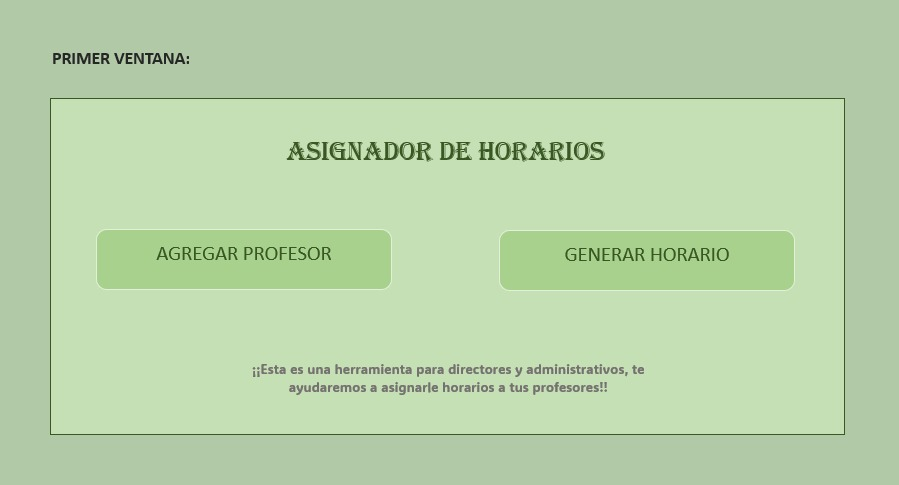 PRIMER VENTANA:
ASIGNADOR DE HORARIOS
AGREGAR PROFESOR
GENERAR HORARIO
¡¡Esta es una herramienta para directores y administrativos, te
ayudaremos a asignarle horarios a tus profesores!!